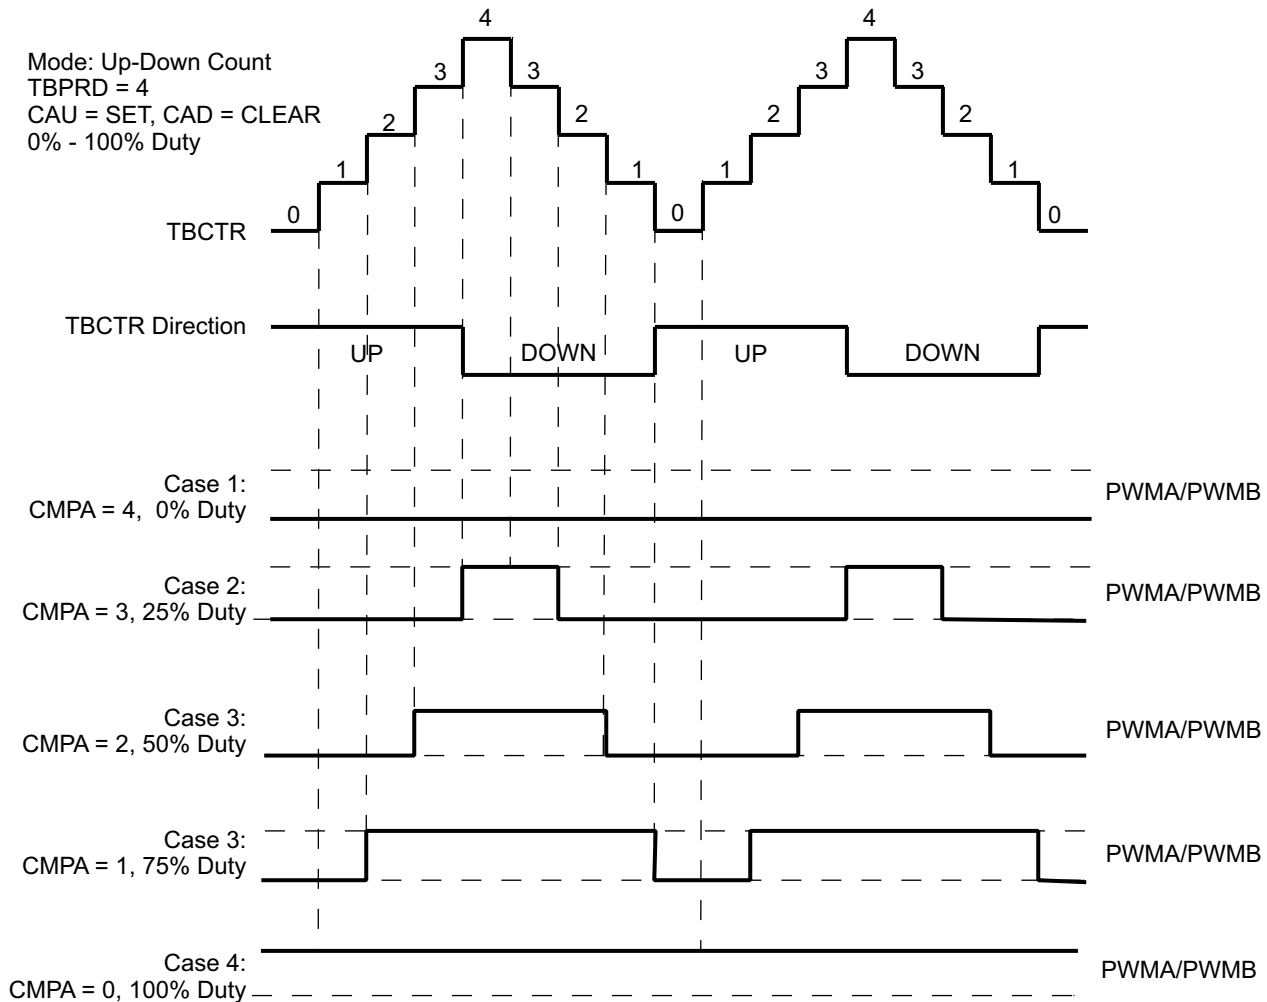 4
4
Mode: Up-Down Count
TBPRD = 4
CAU = SET, CAD = CLEAR
0% - 100% Duty
3
3
3
3
2
2
2
2
1
1
1
1
0
0
0
TBCTR
TBCTR Direction
UP
DOWN
UP
DOWN
Case 1:
CMPA = 4, 0% Duty
PWMA/PWMB
Case 2:
CMPA = 3, 25% Duty
PWMA/PWMB
Case 3:
CMPA = 2, 50% Duty
PWMA/PWMB
Case 3:
CMPA = 1, 75% Duty
PWMA/PWMB
Case 4:
CMPA = 0, 100% Duty
PWMA/PWMB